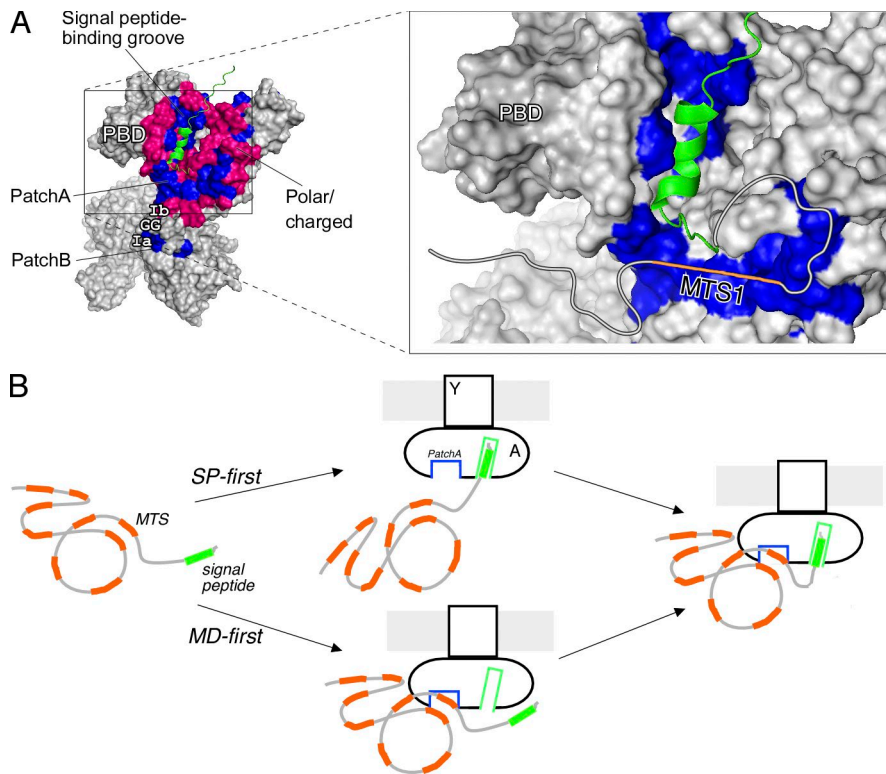 A
Signal peptide-
binding groove
PBD
PatchA
Ib
GG
Ia
PatchB
Polar/
charged
PBD
MTS1
B
Y
PatchA
A
SP-first
MTS
signal
peptide
MD-first